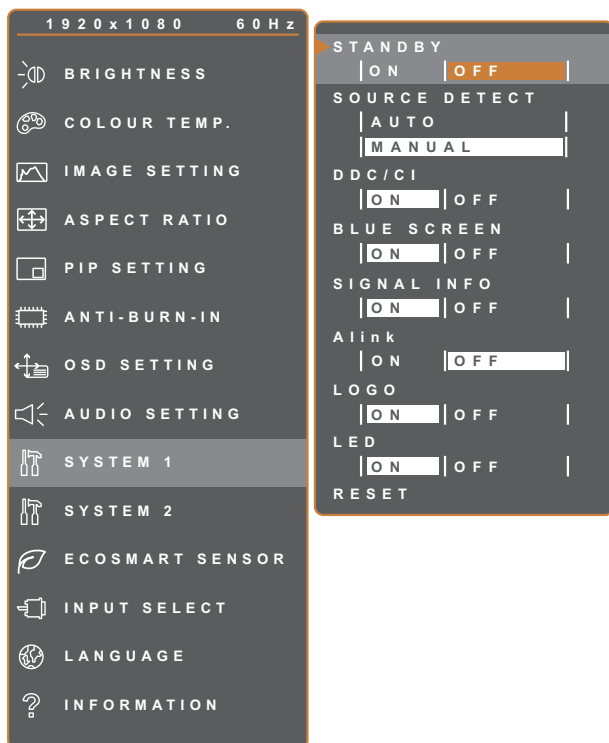 1920x1080 60Hz
BRIGHTNESS
COLOUR TEMP.
IMAGE SETTING
ASPECT RATIO
PIP SETTING
ANTI-BURN-IN
OSD SETTING
AUDIO SETTING
SYSTEM 1
SYSTEM 2
ECOSMART SENSOR
INPUT SELECT
LANGUAGE
INFORMATION
STANDBY
ON OFF
SOURCE DETECT
AUTO
MANUAL
DDC/CI
ON OFF
BLUE SCREEN
ON OFF
SIGNAL INFO
ON OFF
Alink
ON OFF
LOGO
ON OFF
LED
ON OFF
RESET